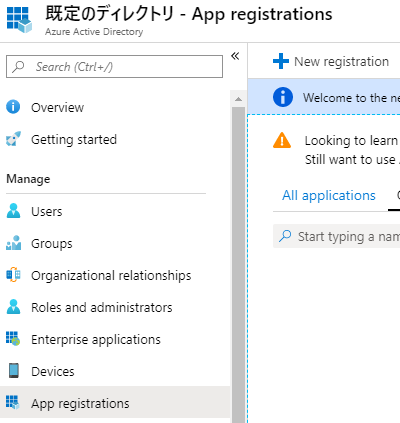 既定のディレクトリ - App registrations
Azure Active Directory
Search (Ctrl+/)
«
Overview
Getting started
Manage
Users
Groups
Organizational relationships
Roles and administrators
Enterprise applications
Devices
App registrations
New registration
Welcome to the ne
Looking to learn
Still want to use
All applications
Start typing a nam